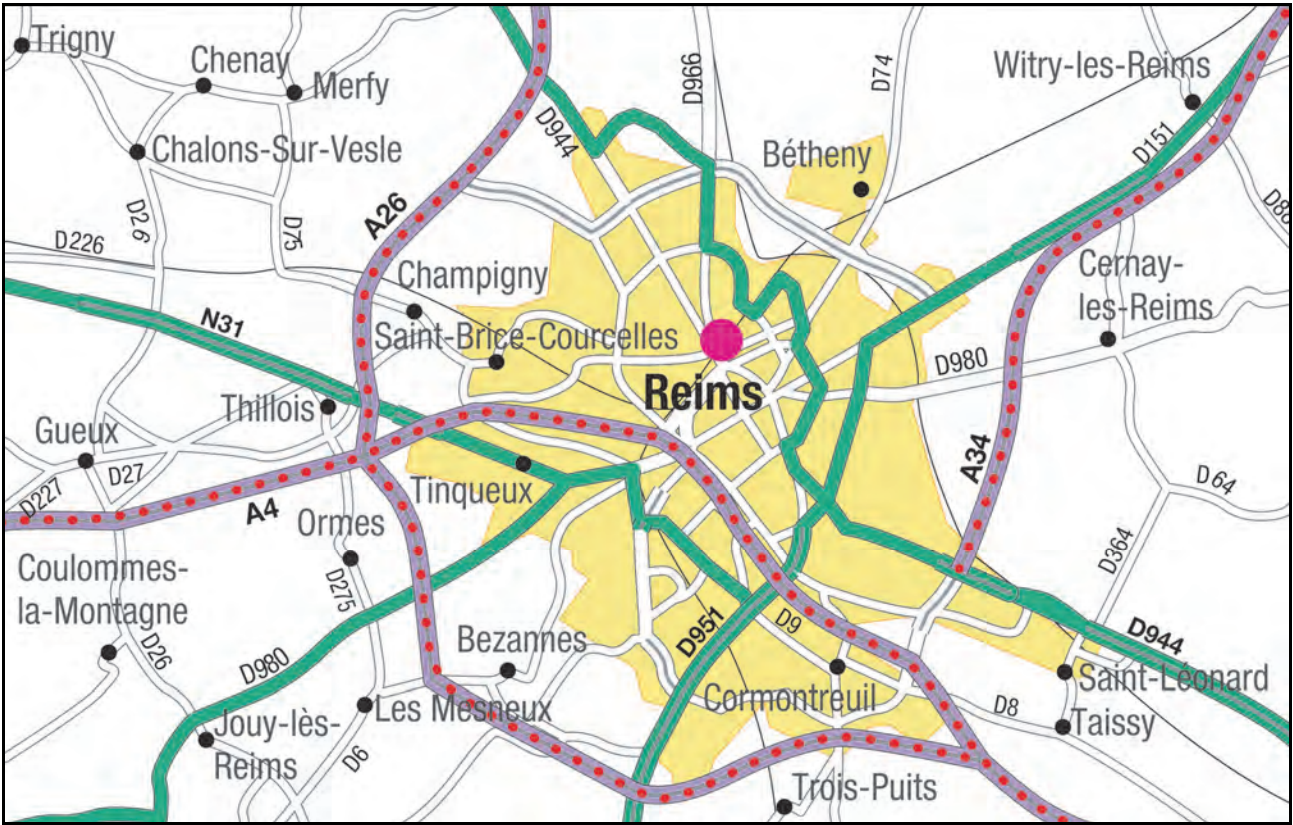 Trigny
Chenay
Merfy
D944
D966
D74
Witry-les-Reims
D151
Chalons-Sur-Vesle
Bétheny
A26
D26
D75
D226
D88
Champigny
Cernay-
les-Reims
N31
Saint-Brice-Courcelles
D980
Reims
Thillois
Gueux
D27
D227
A4
A34
D64
Tinqueux
Ormes
D364
Coulommes-
la-Montagne
D275
D26
D980
Bezannes
D951
D9
D944
Cormontreuil
Saint-Léonard
D8
Taissy
Les Mesneux
Jouy-lès-
Reims
D6
Trois-Puits